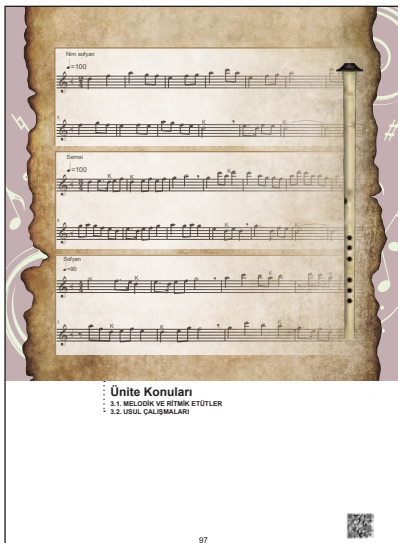 Nim sofyan
=100
K
K
Semai
=100
K
K
K
K
K
Sofyan
=90
K
K
K
K
K
Ünite Konuları
3.1. MELODİK VE RİTMİK ETÜTLER
3.2. USUL ÇALIŞMALARI
97